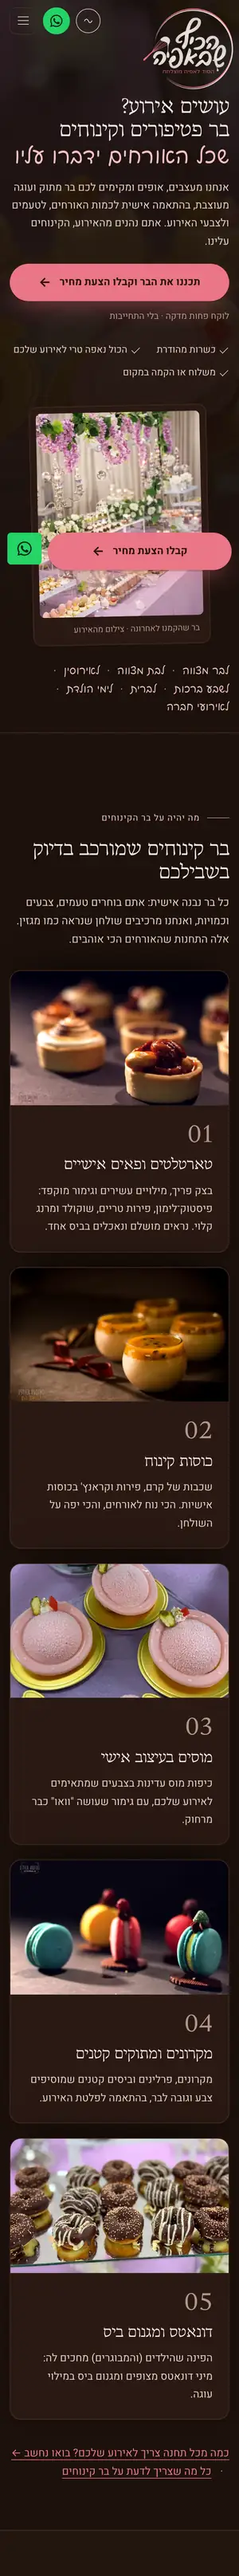 הכיף
שבאפיה
עושים אירוע?
בר פטיפורים וקינוחים
שכל האורחים ידברו עליו
אנחנו מעצבים, אופים ומקימים לכם בר מתוק ועוגה
מעוצבת, בהתאמה אישית לכמות האורחים, לטעמים
ולצבעי האירוע. אתם נהנים מהאירוע, הקינוחים
עלינו.
תכננו את הבר וקבלו הצעת מחיר ←
לוקח פחות מדקה · בלי התחייבות
✓ כשרות מהודרת ✓ הכול נאפה טרי לאירוע שלכם
✓ משלוח או הקמה במקום
קבלו הצעת מחיר ←
בר שהקמנו לאחרונה · צילום מהאירוע
לבר מצווה · לבת מצווה · לאירוסין ·
לשבע ברכות · לברית · לימי הולדת ·
לאירועי חברה
מה יהיה על בר הקינוחים
בר קינוחים שמורכב בדיוק
בשבילכם
כל בר נבנה אישית: אתם בוחרים טעמים, צבעים
וכמויות, ואנחנו מרכיבים שולחן שנראה כמו מגזין.
אלה התחנות שהאורחים הכי אוהבים.
01
טארטלטים ופאים אישיים
בצק פריך, מילויים עשירים וגימור מוקפד:
פיסטוק־לימון, פירות טריים, שוקולד ומרנג
קלוי. נראים מושלם ונאכלים בביס אחד.
02
כוסות קינוח
שכבות של קרם, פירות וקראנץ' בכוסות
אישיות. הכי נוח לאורחים, והכי יפה על
השולחן.
03
מוסים בעיצוב אישי
כיפות מוס עדינות בצבעים שמתאימים
לאירוע שלכם, עם גימור שעושה "וואו" כבר
מרחוק.
04
מקרונים ומתוקים קטנים
מקרונים, פרלינים וביסים קטנים שמוסיפים
צבע וגובה לבר, בהתאמה לפלטת האירוע.
05
דונאטס ומגנום ביס
הפינה שהילדים (והמבוגרים) מחכים לה:
מיני דונאטס מצופים ומגנום ביס במילוי
עוגה.
כמה מכל תחנה צריך לאירוע שלכם? בואו נחשב ←
· כל מה שצריך לדעת על בר קינוחים